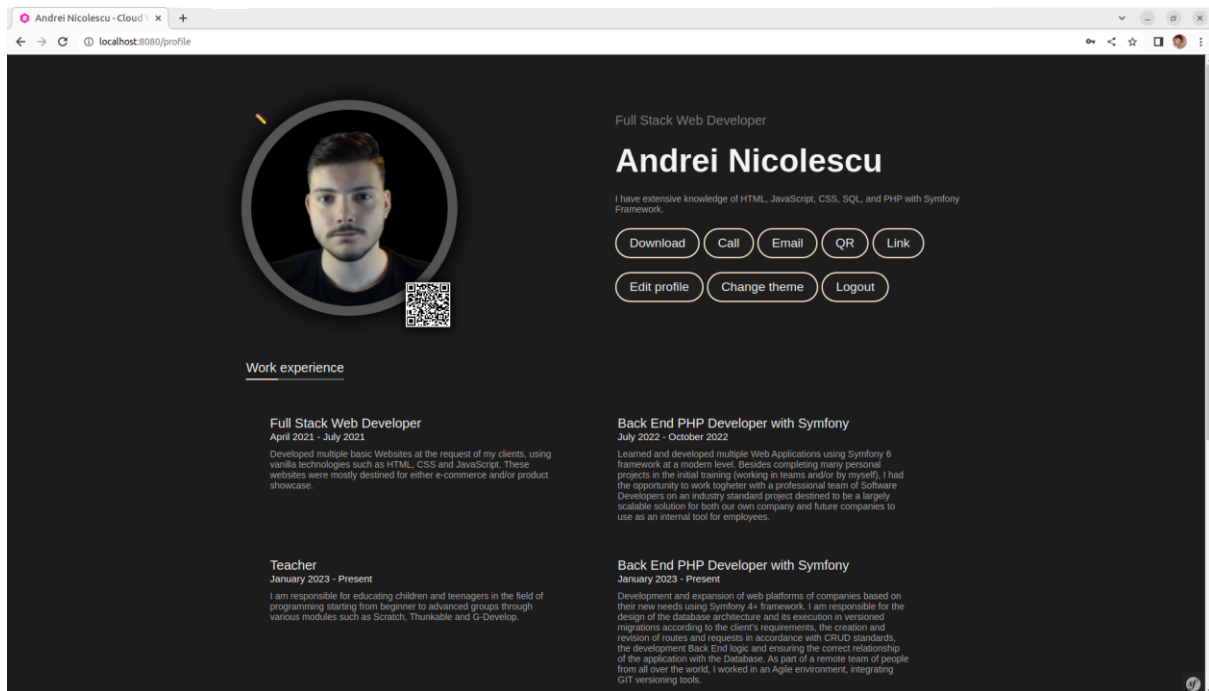 Andrei Nicolescu - Cloud
localhost:8080/profile
Full Stack Web Developer
Andrei Nicolescu
I have extensive knowledge of HTML, JavaScript, CSS, SQL, and PHP with Symfony
Framework.
Download
Call
Email
QR
Link
Edit profile
Change theme
Logout
Work experience
Full Stack Web Developer
April 2021 - July 2021
Developed multiple basic Websites at the request of my clients, using
vanilla technologies such as HTML, CSS and JavaScript. These
websites were mostly destined for either e-commerce and/or product
showcase.
Back End PHP Developer with Symfony
July 2022 - October 2022
Learned and developed multiple Web Applications using Symfony 6
framework at a modern level. Besides completing many personal
projects in the initial training (working in teams and/or by myself), I had
the opportunity to work togheter with a professional team of Software
Developers on an industry standard project destined to be a largely
scalable solution for both our own company and future companies to
use as an internal tool for employees.
Teacher
January 2023 - Present
I am responsible for educating children and teenagers in the field of
programming starting from beginner to advanced groups through
various modules such as Scratch, Thunkable and G-Develop.
Back End PHP Developer with Symfony
January 2023 - Present
Development and expansion of web platforms of companies based on
their new needs using Symfony 4+ framework. I am responsible for the
design of the database architecture and its execution in versioned
migrations according to the client's requirements, the creation and
revision of routes and requests in accordance with CRUD standards,
the development Back End logic and ensuring the correct relationship
of the application with the Database. As part of a remote team of people
from all over the world, I worked in an Agile environment, integrating
GIT versioning tools.
sf